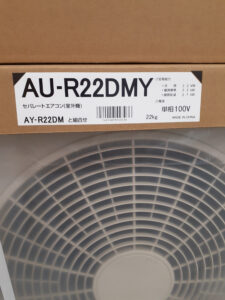 AU-R22DMY
セパレートエアコン(室外機)
AY-R22DM と組合せ
単相100V
22kg
MADE IN CHINA